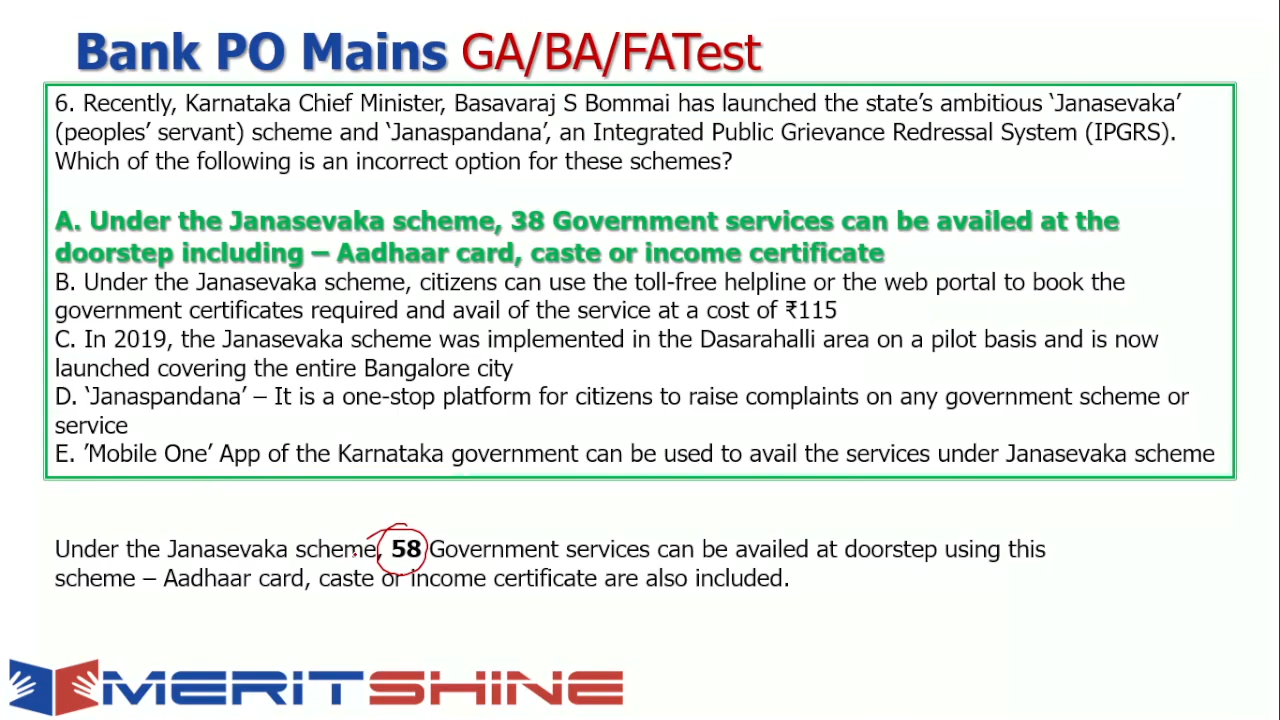 Bank PO Mains GA/BA/FATest
6. Recently, Karnataka Chief Minister, Basavaraj S Bommai has launched the state’s ambitious ‘Janasevaka’
(peoples’ servant) scheme and ‘Janaspandana’, an Integrated Public Grievance Redressal System (IPGRS).
Which of the following is an incorrect option for these schemes?
A. Under the Janasevaka scheme, 38 Government services can be availed at the
doorstep including – Aadhaar card, caste or income certificate
B. Under the Janasevaka scheme, citizens can use the toll-free helpline or the web portal to book the
government certificates required and avail of the service at a cost of ₹115
C. In 2019, the Janasevaka scheme was implemented in the Dasarahalli area on a pilot basis and is now
launched covering the entire Bangalore city
D. ‘Janaspandana’ – It is a one-stop platform for citizens to raise complaints on any government scheme or
service
E. ’Mobile One’ App of the Karnataka government can be used to avail the services under Janasevaka scheme
Under the Janasevaka scheme, 58 Government services can be availed at doorstep using this
scheme – Aadhaar card, caste or income certificate are also included.
MERITSHINE